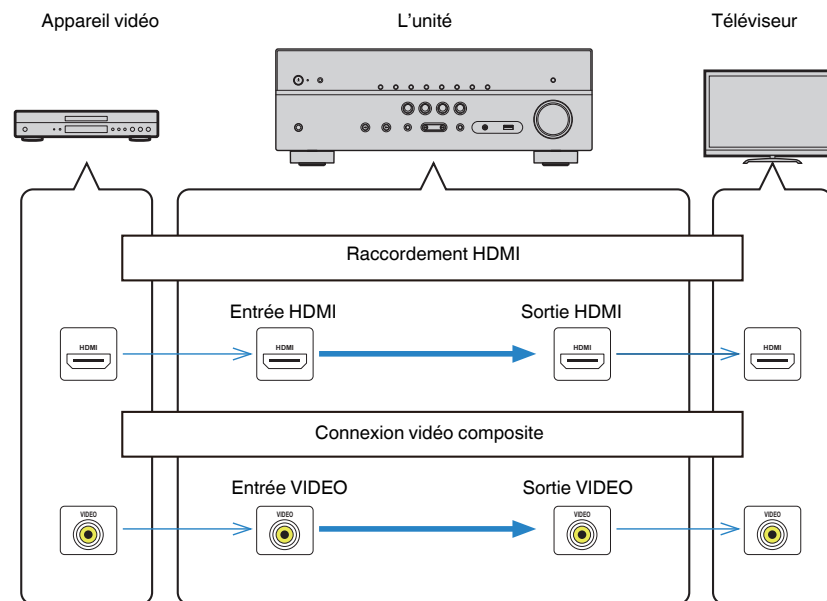 Appareil vidéo
L'unité
Téléviseur
Raccordement HDMI
Entrée HDMI
Sortie HDMI
HDMI
HDMI
HDMI
HDMI
Connexion vidéo composite
Entrée VIDEO
Sortie VIDEO
VIDEO
VIDEO
VIDEO
VIDEO